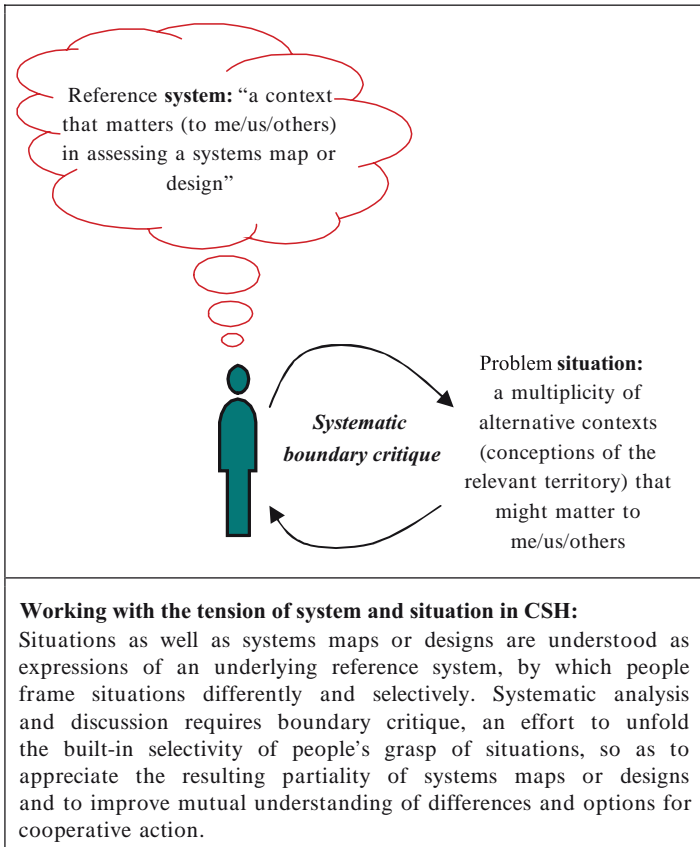 Reference system: “a context
that matters (to me/us/others)
in assessing a systems map or
design”
Systematic
boundary critique
Problem situation:
a multiplicity of
alternative contexts
(conceptions of the
relevant territory) that
might matter to
me/us/others
Working with the tension of system and situation in CSH:
Situations as well as systems maps or designs are understood as
expressions of an underlying reference system, by which people
frame situations differently and selectively. Systematic analysis
and discussion requires boundary critique, an effort to unfold
the built-in selectivity of people’s grasp of situations, so as to
appreciate the resulting partiality of systems maps or designs
and to improve mutual understanding of differences and options for
cooperative action.